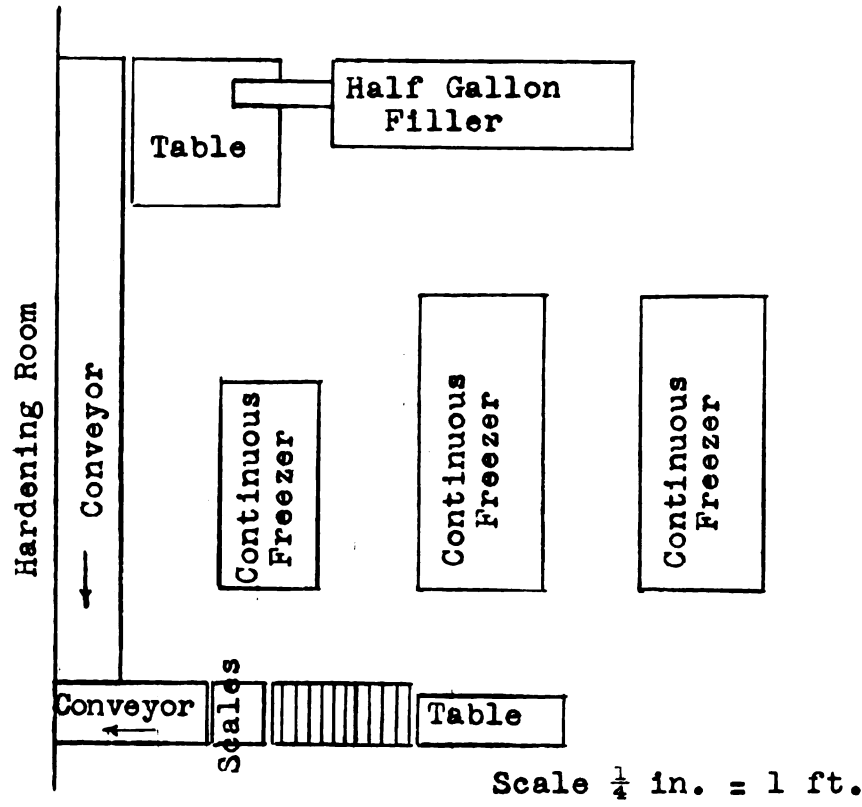 Half Gallon
Filler
Table
Hardening Room
Conveyor
Continuous
Freezer
Continuous
Freezer
Continuous
Freezer
Conveyor
Scales
Table
Scale 1/4 in. = 1 ft.